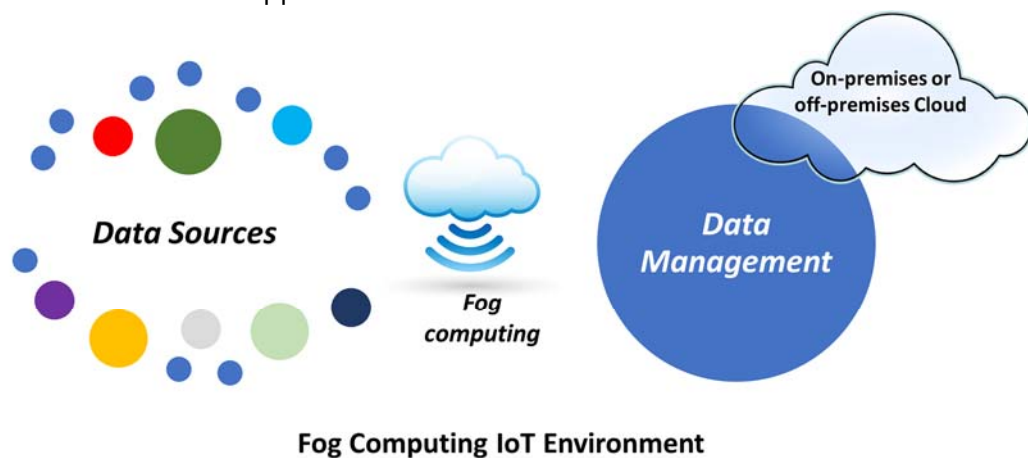 On-premises or
off-premises Cloud
Data Sources
Data
Management
Fog
computing
Fog Computing IoT Environment